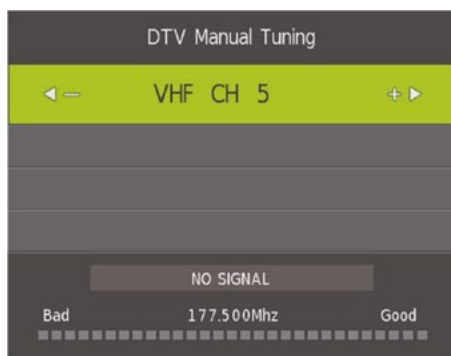 DTV Manual Tuning
− VHF CH 5 +
NO SIGNAL
Bad 177.500Mhz Good